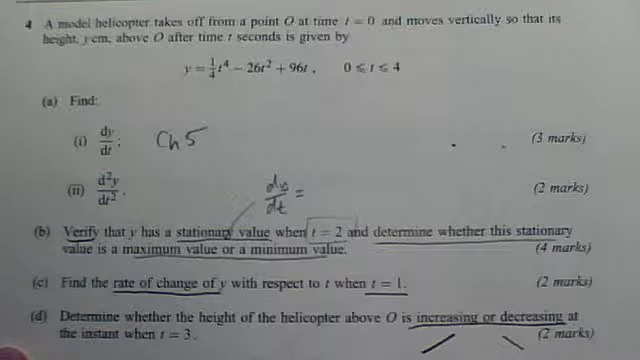 4 A model helicopter takes off from a point O at time t = 0 and moves vertically so that its
height, y cm, above O after time t seconds is given by
y = 1/4 t⁴ − 26t² + 96t , 0 ⩽ t ⩽ 4
(a) Find:
(i) dy/dt ; Ch 5 (3 marks)
(ii) d²y/dt² . (2 marks)
dy/dt =
(b) Verify that y has a stationary value when t = 2 and determine whether this stationary
value is a maximum value or a minimum value. (4 marks)
(c) Find the rate of change of y with respect to t when t = 1. (2 marks)
(d) Determine whether the height of the helicopter above O is increasing or decreasing at
the instant when t = 3. (2 marks)